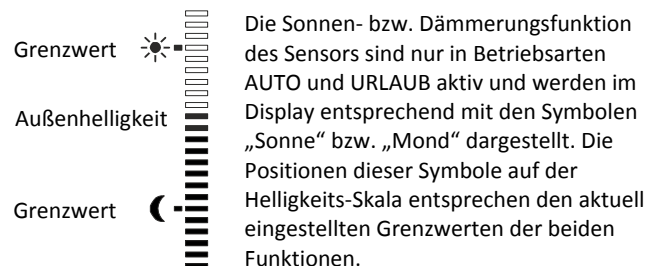 Grenzwert
Außenhelligkeit
Grenzwert
Die Sonnen- bzw. Dämmerungsfunktion
des Sensors sind nur in Betriebsarten
AUTO und URLAUB aktiv und werden im
Display entsprechend mit den Symbolen
„Sonne“ bzw. „Mond“ dargestellt. Die
Positionen dieser Symbole auf der
Helligkeits-Skala entsprechen den aktuell
eingestellten Grenzwerten der beiden
Funktionen.